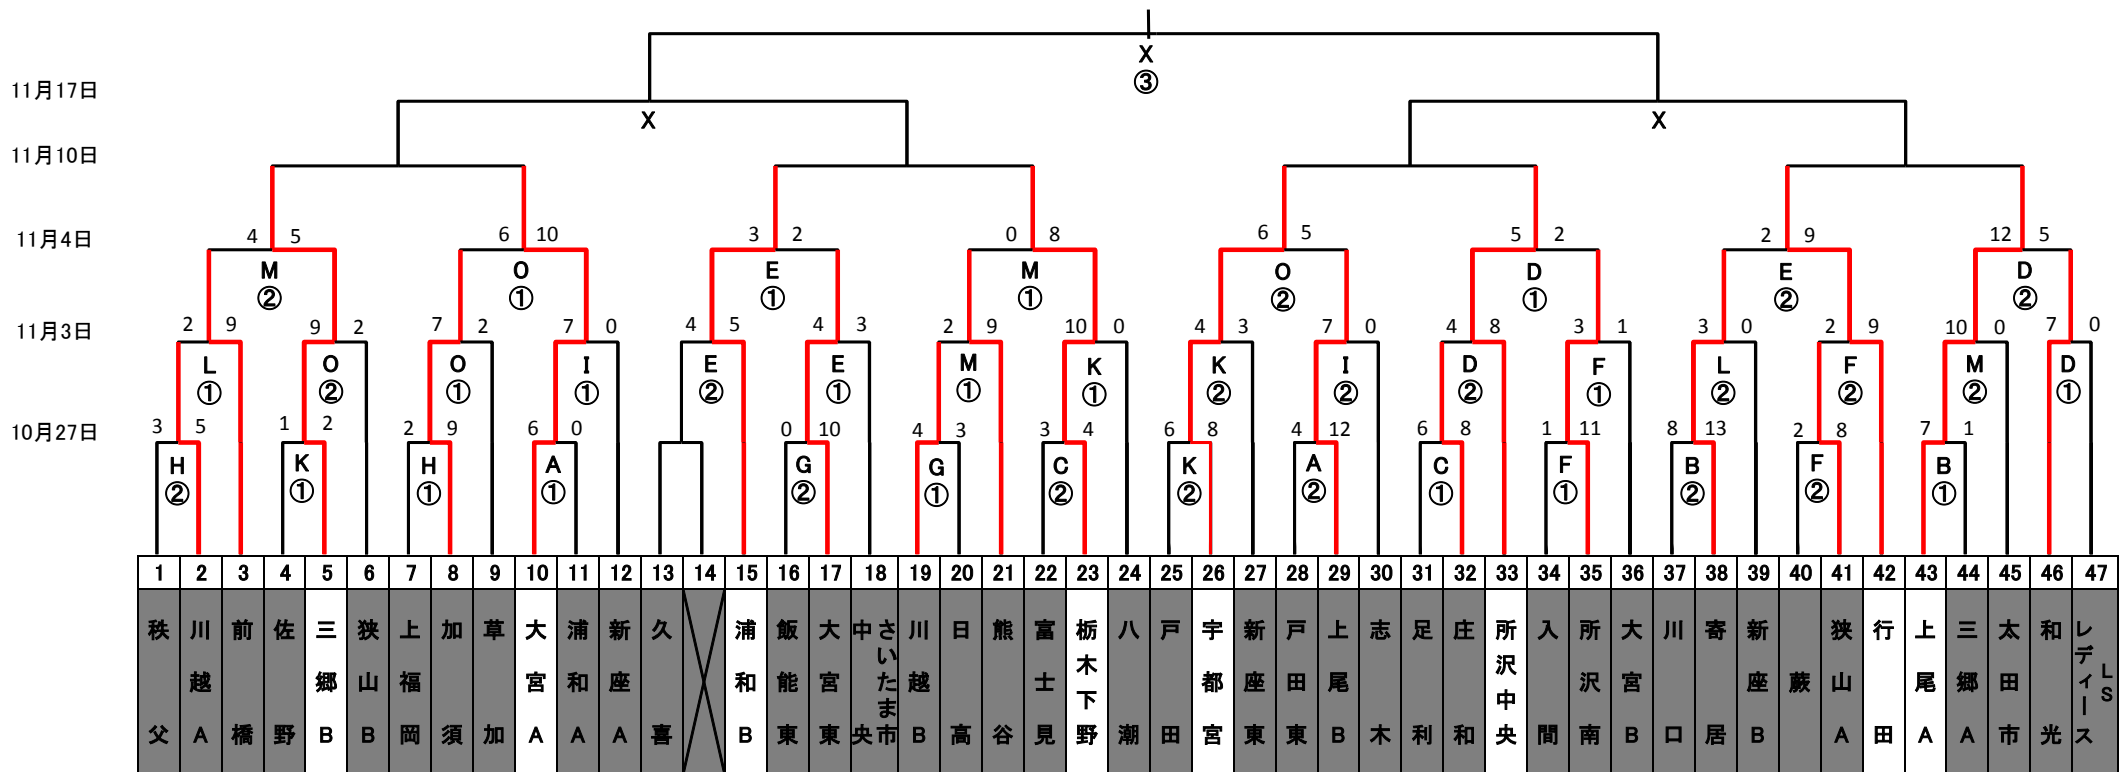 X
③
11月17日
X X
11月10日
11月4日
4 5 6 10 3 2 0 8 6 5 5 2 2 9 12 5
M O E M O D E D
② ① ① ① ② ① ② ②
11月3日
2 9 9 2 7 2 7 0 4 5 4 3 2 9 10 0 4 3 7 0 4 8 3 1 3 0 2 9 10 0 7 0
L O O I E E M K K I D F L F M D
① ② ① ① ② ① ① ① ② ② ② ① ② ② ② ①
10月27日
3 5 1 2 2 9 6 0 0 10 4 3 3 4 6 8 4 12 6 8 1 11 8 13 2 8 7 1
H K H A G G C K A C F B F B
② ① ① ① ② ① ② ② ② ① ① ② ② ①
1 2 3 4 5 6 7 8 9 10 11 12 13 14 15 16 17 18 19 20 21 22 23 24 25 26 27 28 29 30 31 32 33 34 35 36 37 38 39 40 41 42 43 44 45 46 47
秩父
川越A
前橋
佐野
三郷B
狭山B
上福岡
加須
草加
大宮A
浦和A
新座A
久喜
浦和B
飯能東
大宮東
さいたま市
中央
川越B
日高
熊谷
富士見
栃木下野
八潮
戸田
宇都宮
新座東
戸田東
上尾B
志木
足利
庄和
所沢中央
入間
所沢南
大宮B
川口
寄居
新座B
蕨
狭山A
行田
上尾A
三郷A
太田市
和光
LS
レディース